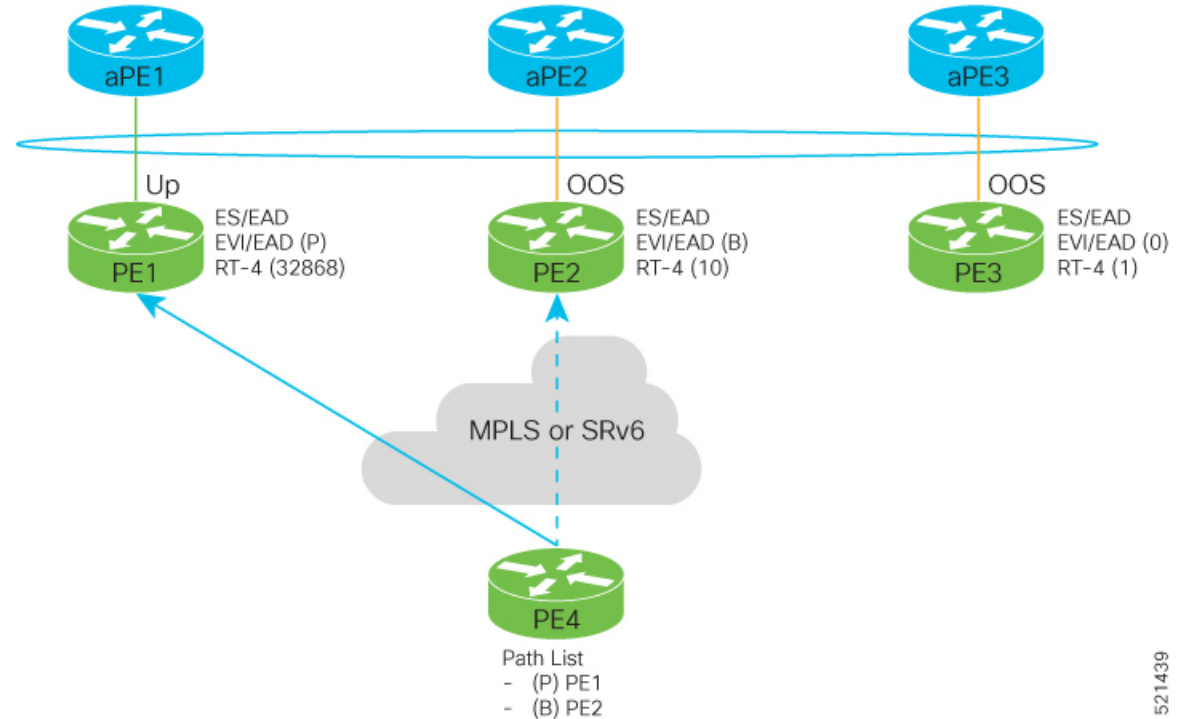 aPE1
aPE2
aPE3
Up
OOS
OOS
PE1
ES/EAD
EVI/EAD (P)
RT-4 (32868)
PE2
ES/EAD
EVI/EAD (B)
RT-4 (10)
PE3
ES/EAD
EVI/EAD (0)
RT-4 (1)
MPLS or SRv6
PE4
Path List
- (P) PE1
- (B) PE2
521439